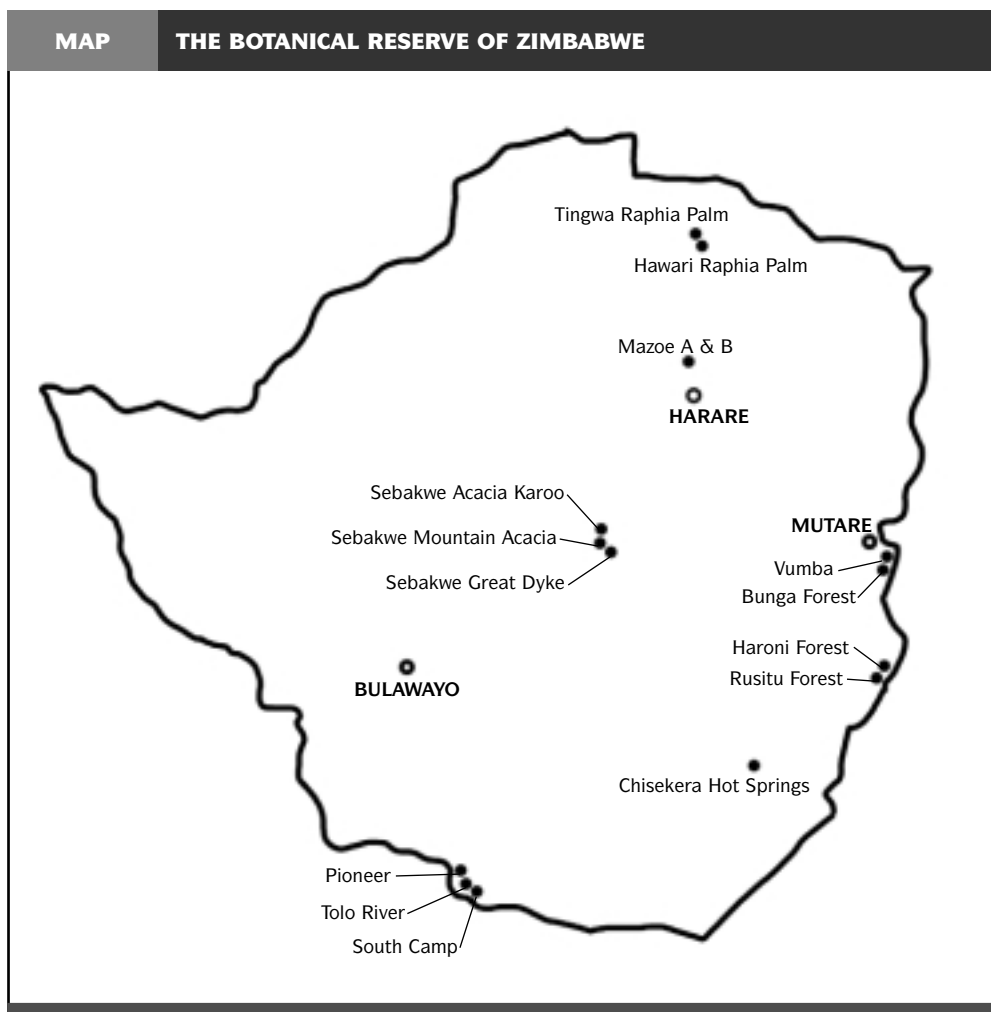 MAP THE BOTANICAL RESERVE OF ZIMBABWE
Tingwa Raphia Palm
Hawari Raphia Palm
Mazoe A & B
HARARE
Sebakwe Acacia Karoo
Sebakwe Mountain Acacia
Sebakwe Great Dyke
MUTARE
Vumba
Bunga Forest
Haroni Forest
Rusitu Forest
BULAWAYO
Chisekera Hot Springs
Pioneer
Tolo River
South Camp